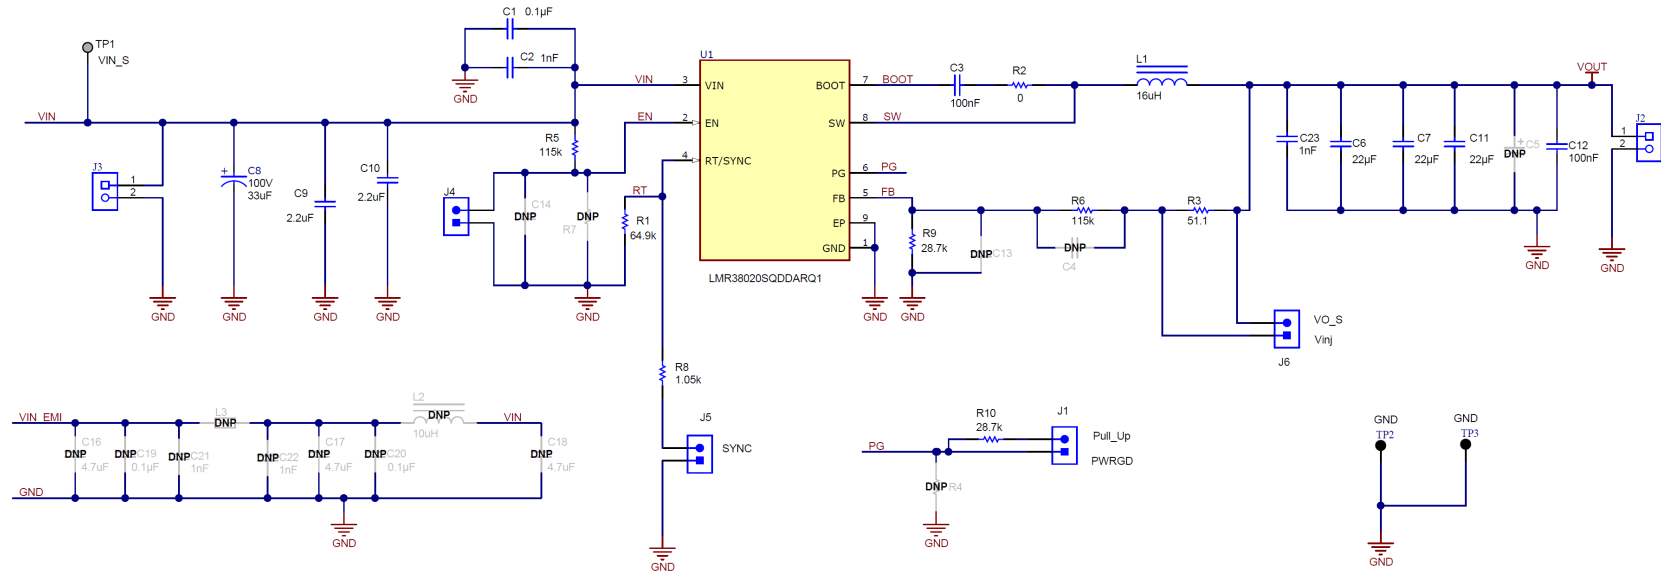 C1 0.1µF
C2 1nF
GND
TP1
VIN_S
VIN
J3
1
2
GND
C8
100V
33uF
GND
C9
2.2uF
GND
C10
2.2uF
GND
R5
115k
J4
C14
DNP
R7
DNP
GND
RT
R1
64.9k
VIN
EN
U1
3
2
4
VIN
EN
RT/SYNC
BOOT
SW
PG
FB
EP
GND
7
8
6
5
9
1
LMR38020SQDDARQ1
BOOT
SW
PG
FB
C3
100nF
R2
0
L1
16uH
R9
28.7k
GND
GND
DNP
C13
R6
115k
DNP
C4
R3
51.1
C23
1nF
C6
22µF
C7
22µF
C11
22µF
C5
DNP
C12
100nF
GND
VOUT
J2
1
2
GND
VO_S
Vinj
J6
R8
1.05k
J5
SYNC
GND
VIN_EMI
GND
C16
DNP
4.7uF
C19
DNP
0.1µF
C21
DNP
1nF
L3
DNP
C22
DNP
1nF
C17
DNP
4.7uF
C20
DNP
0.1µF
L2
DNP
10uH
VIN
C18
DNP
4.7uF
GND
PG
R10
28.7k
J1
Pull_Up
PWRGD
DNP
R4
GND
GND
TP2
GND
TP3
GND